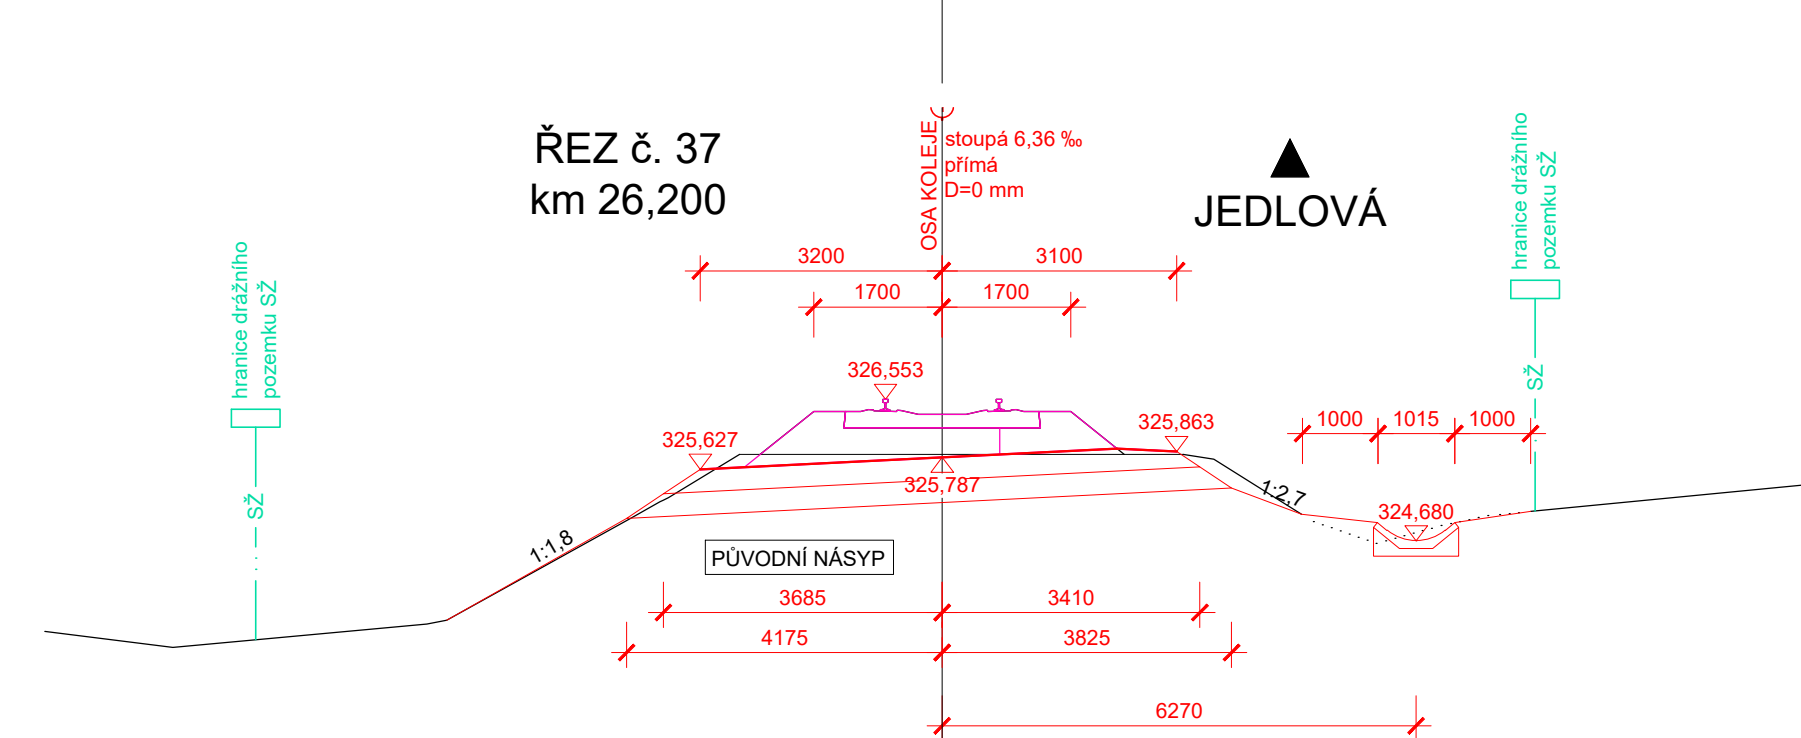 ŘEZ č. 37
km 26,200
OSA KOLEJE
stoupá 6,36 ‰
přímá
D=0 mm
JEDLOVÁ
hranice drážního
pozemku SŽ
SŽ
hranice drážního
pozemku SŽ
SŽ
3200
3100
1700
1700
326,553
325,627
325,863
325,787
1000
1015
1000
1:2,7
324,680
1:1,8
PŮVODNÍ NÁSYP
3685
3410
4175
3825
6270